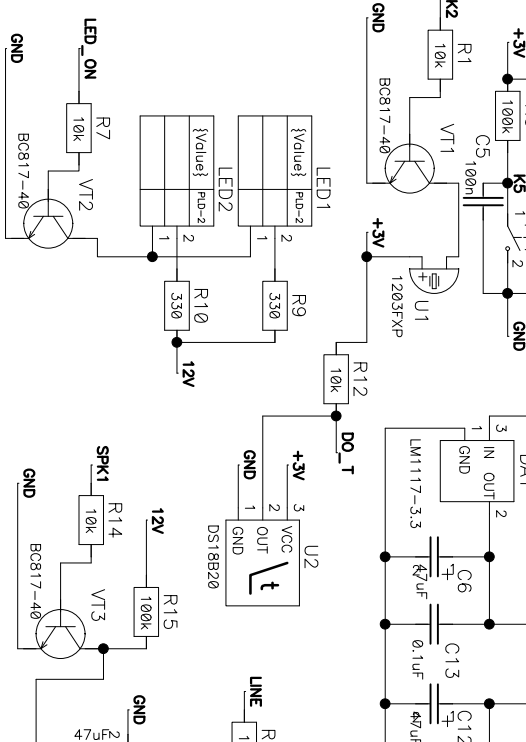 K2
GND
+3V
R1
10k
100k
LED_ON
GND
R7
10k
BC817-40
VT2
{Value}
PLD-2
LED2
1
2
{Value}
PLD-2
LED1
1
2
BC817-40
VT1
C5
100n
K5
1
2
GND
+3V
U1
1203FXP
R10
330
R9
330
12V
R12
10k
DO_T
SPK1
GND
R14
10k
BC817-40
VT3
12V
R15
100k
GND
+3V
1
2
3
GND
OUT
VCC
U2
DS18B20
t
3
1
IN
OUT
GND
2
LM1117-3.3
C6
47uF
C13
0.1uF
C12
47uF
GND
47uF
2
LINE
R